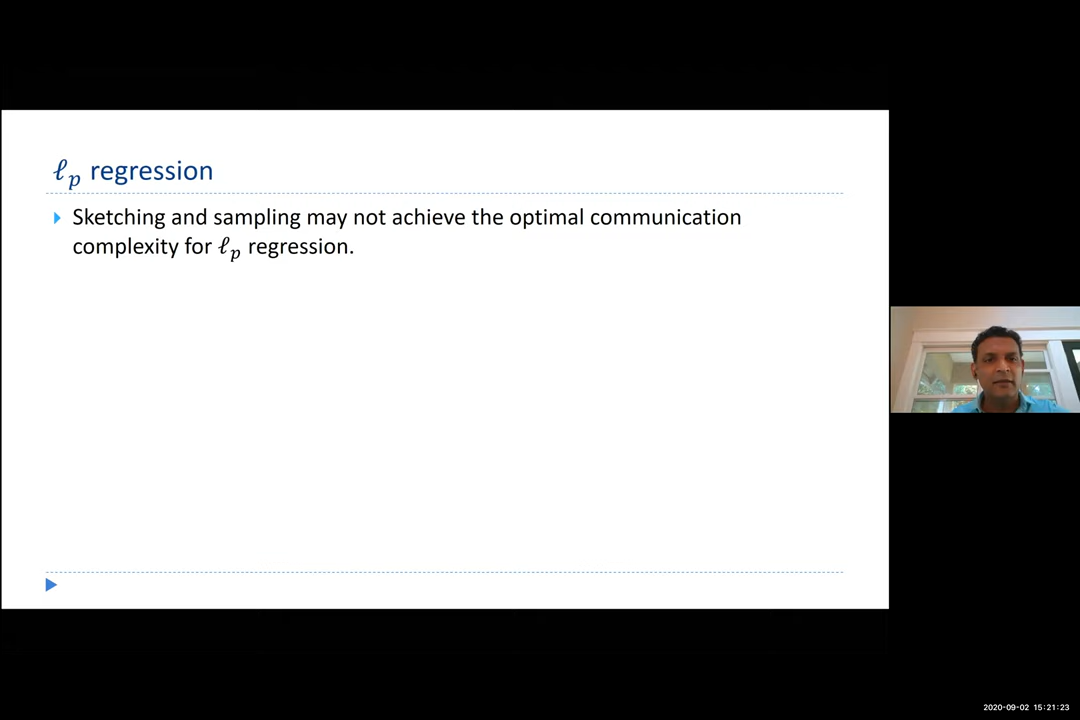 ℓₚ regression
Sketching and sampling may not achieve the optimal communication
complexity for ℓₚ regression.
2020-09-02 15:21:23